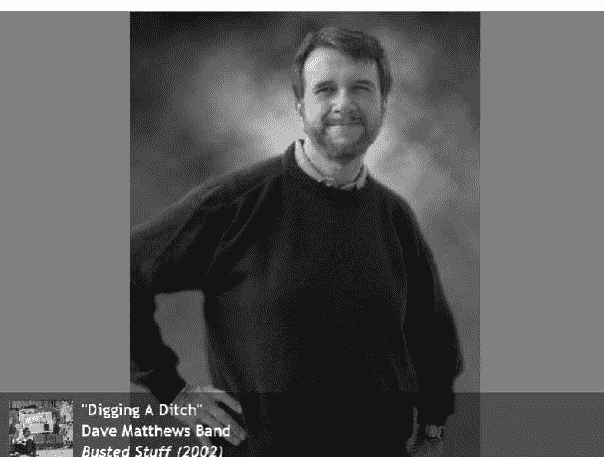 "Digging A Ditch"
Dave Matthews Band
Busted Stuff (2002)